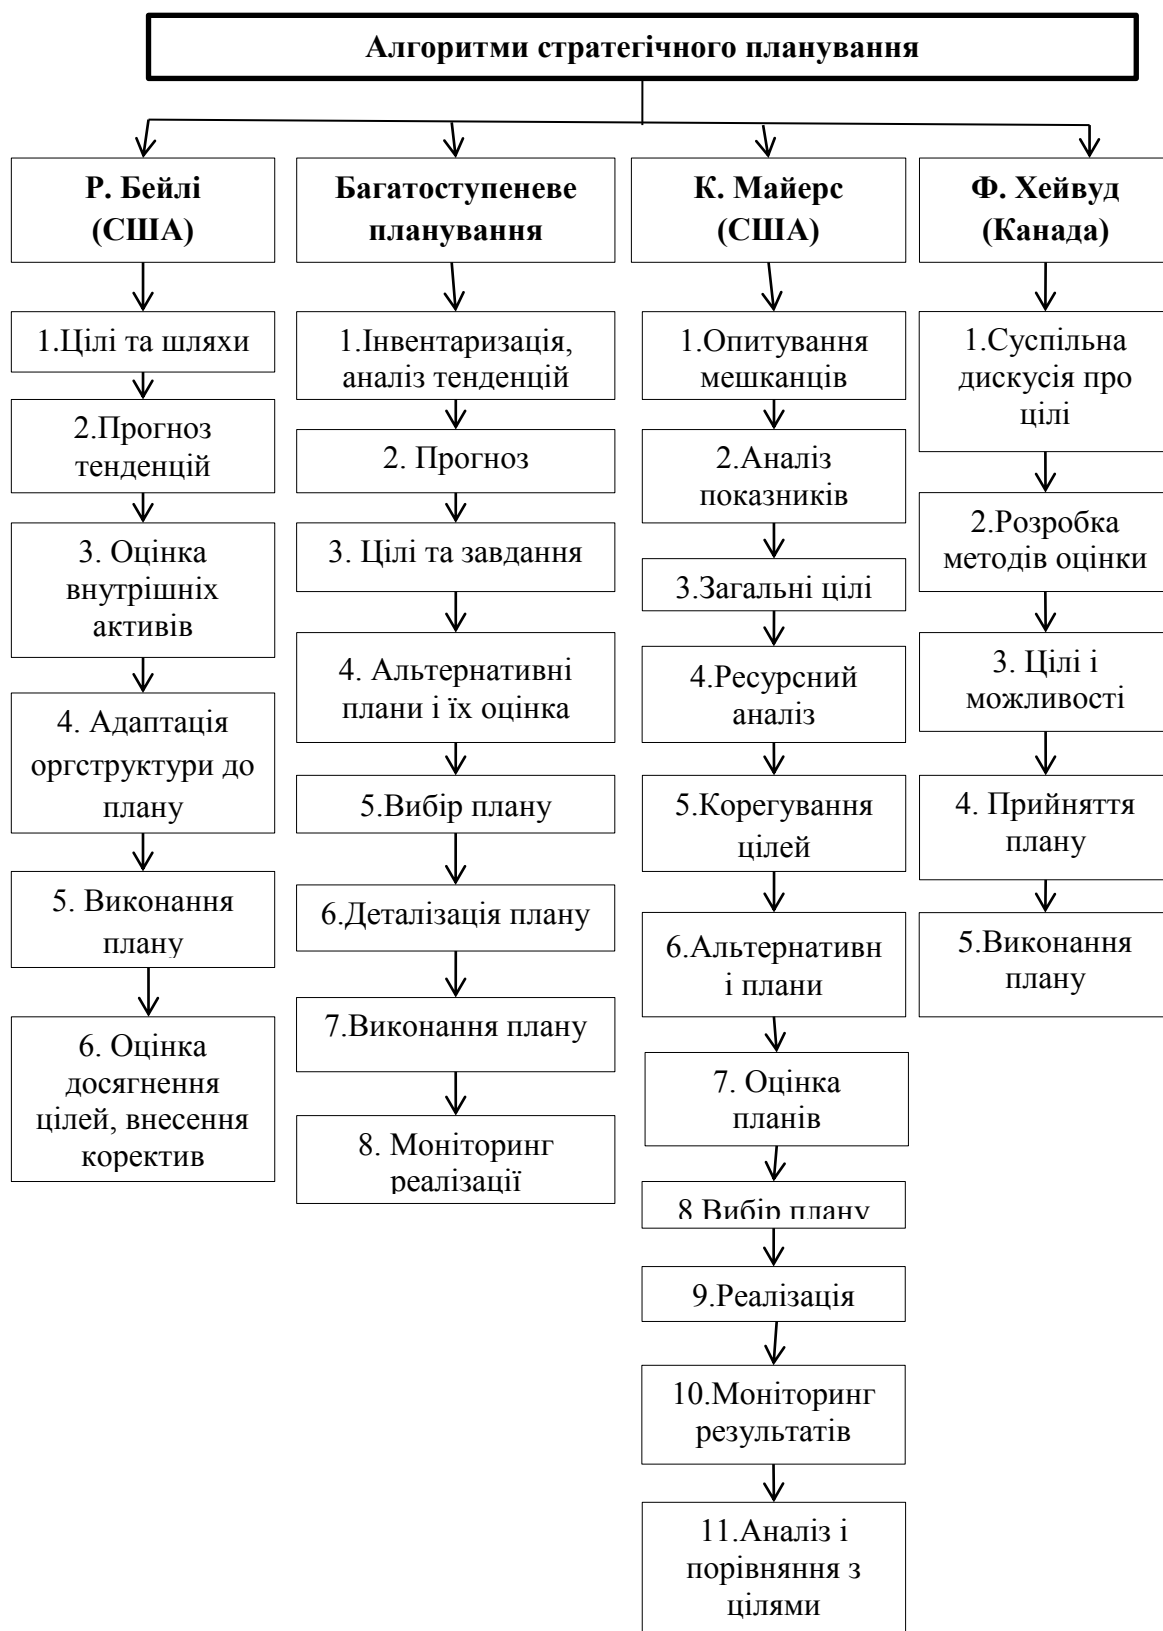 Алгоритми стратегічного планування
Р. Бейлі
(США)
1.Цілі та шляхи
2.Прогноз
тенденцій
3. Оцінка
внутрішніх
активів
4. Адаптація
оргструктури до
плану
5. Виконання
плану
6. Оцінка
досягнення
цілей, внесення
коректив
Багатоступеневе
планування
1.Інвентаризація,
аналіз тенденцій
2. Прогноз
3. Цілі та завдання
4. Альтернативні
плани і їх оцінка
5.Вибір плану
6.Деталізація плану
7.Виконання плану
8. Моніторинг
реалізації
К. Майерс
(США)
1.Опитування
мешканців
2.Аналіз
показників
3.Загальні цілі
4.Ресурсний
аналіз
5.Корегування
цілей
6.Альтернативн
і плани
7. Оцінка
планів
8 Вибір плану
9.Реалізація
10.Моніторинг
результатів
11.Аналіз і
порівняння з
цілями
Ф. Хейвуд
(Канада)
1.Суспільна
дискусія про
цілі
2.Розробка
методів оцінки
3. Цілі і
можливості
4. Прийняття
плану
5.Виконання
плану